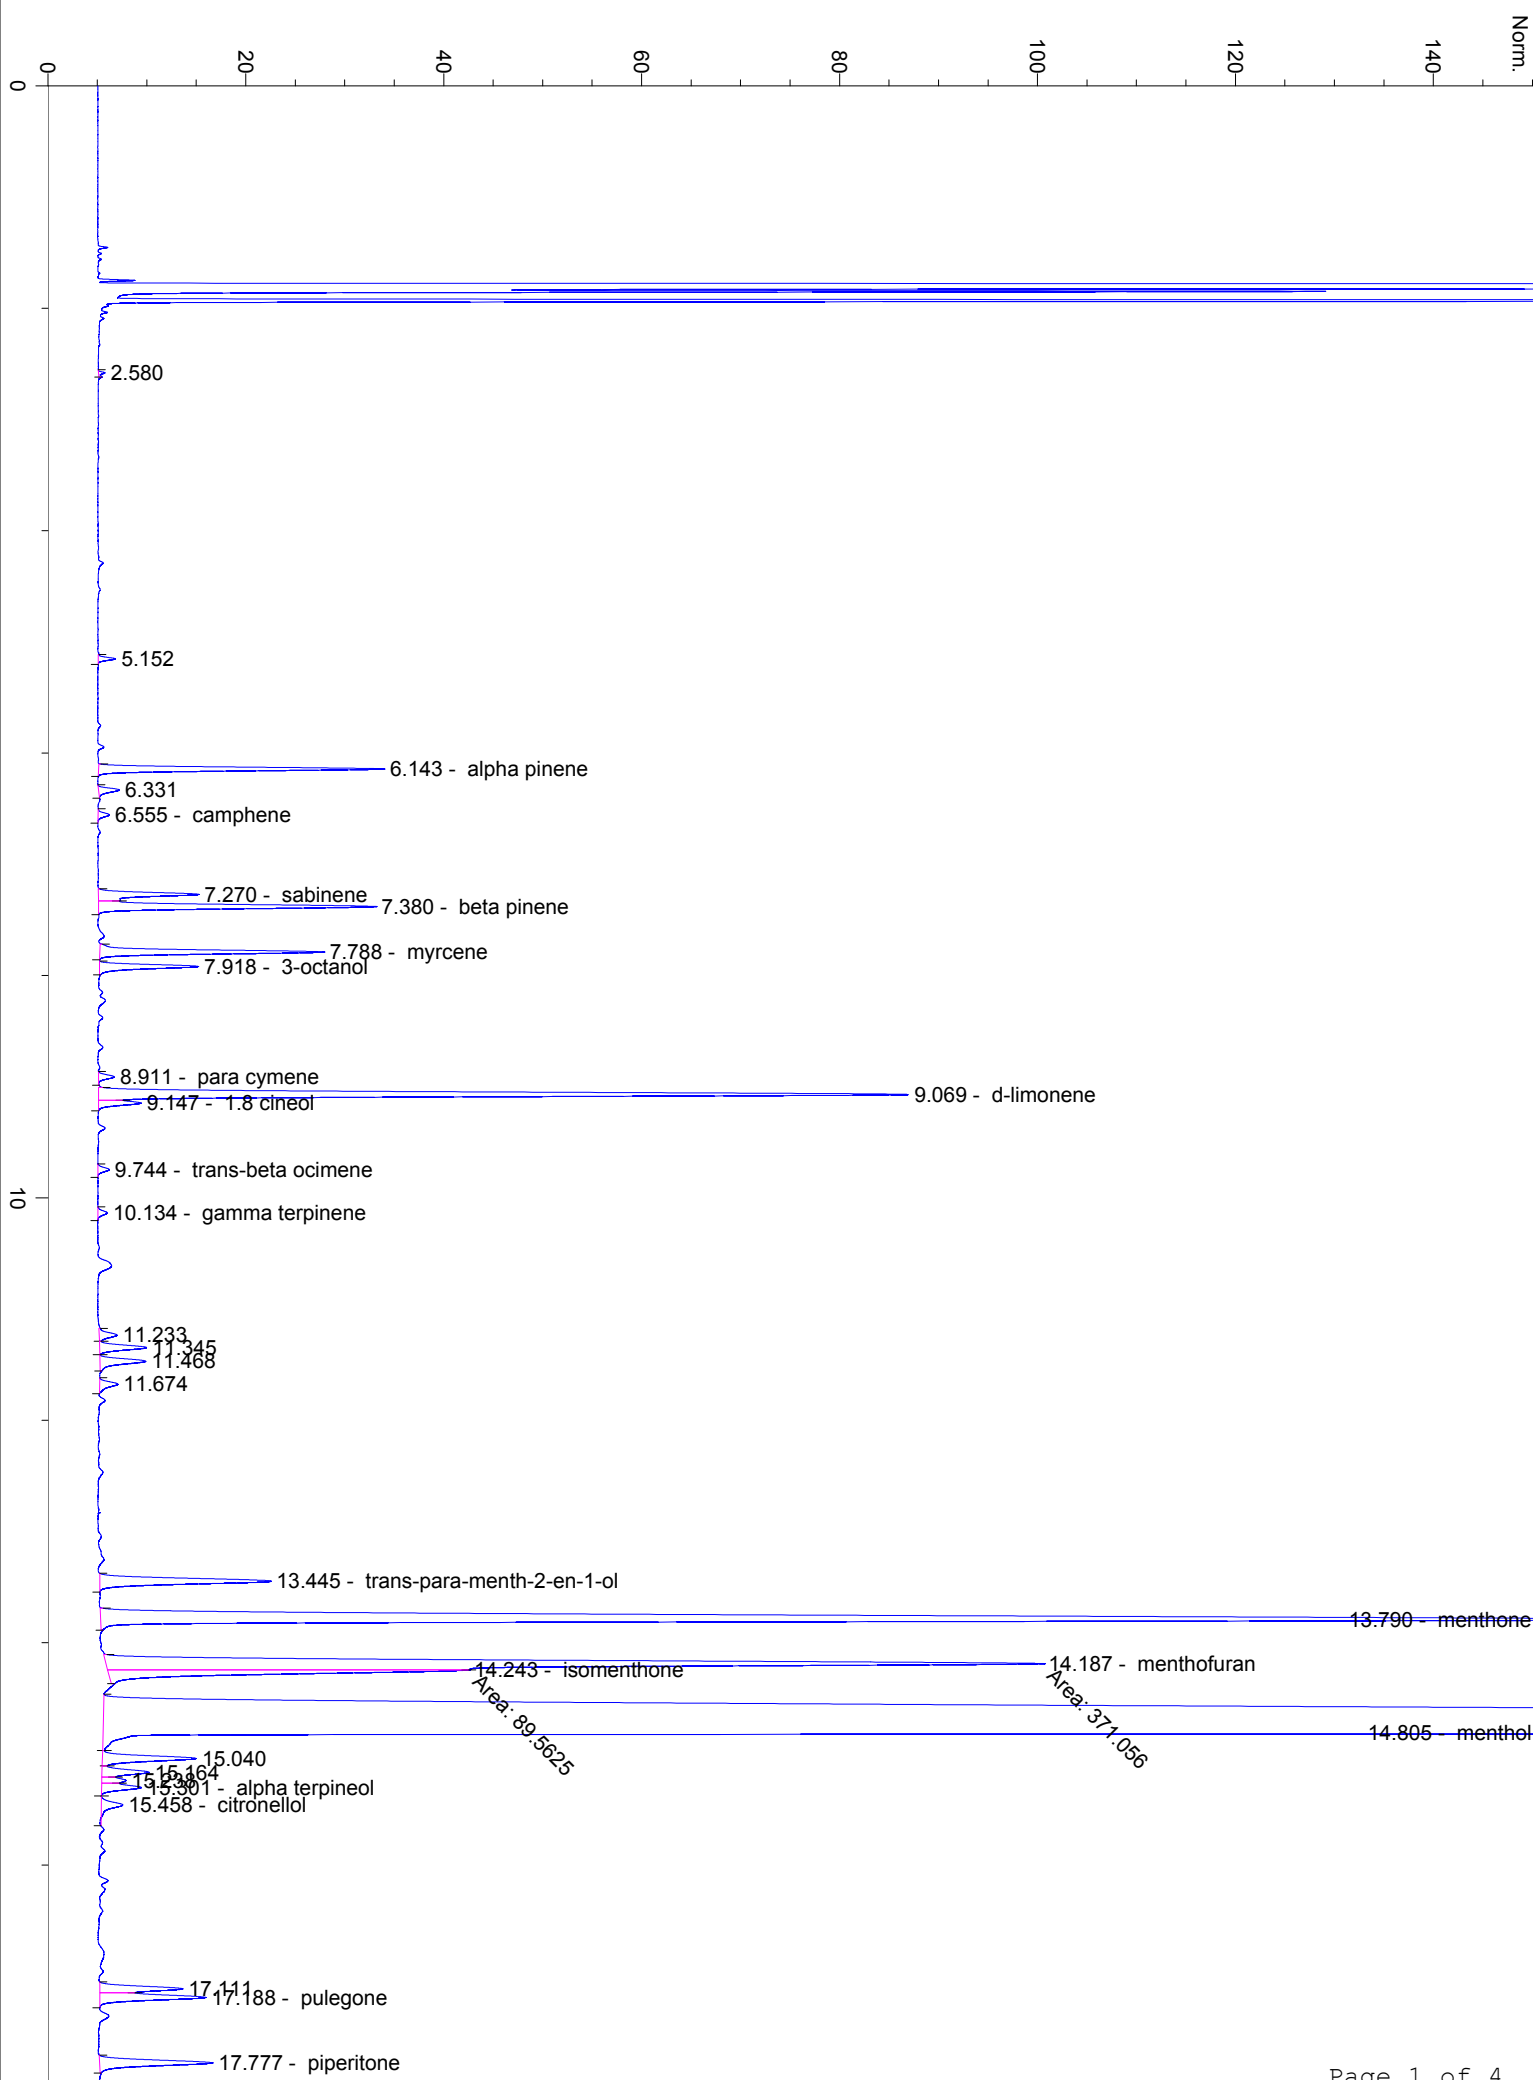 Norm.
0
20
40
60
80
100
120
140
0
2.580
5.152
6.143 - alpha pinene
6.331
6.555 - camphene
7.270 - sabinene
7.380 - beta pinene
7.788 - myrcene
7.918 - 3-octanol
8.911 - para cymene
9.069 - d-limonene
9.147 - 1.8 cineol
9.744 - trans-beta ocimene
10
10.134 - gamma terpinene
11.233
11.345
11.468
11.674
13.445 - trans-para-menth-2-en-1-ol
13.790 - menthone
14.187 - menthofuran
Area: 371.056
14.243 - isomenthone
Area: 89.5625
14.805 - menthol
15.040
15.164
15.238
15.301 - alpha terpineol
15.458 - citronellol
17.111
17.188 - pulegone
17.777 - piperitone
Page 1 of 4